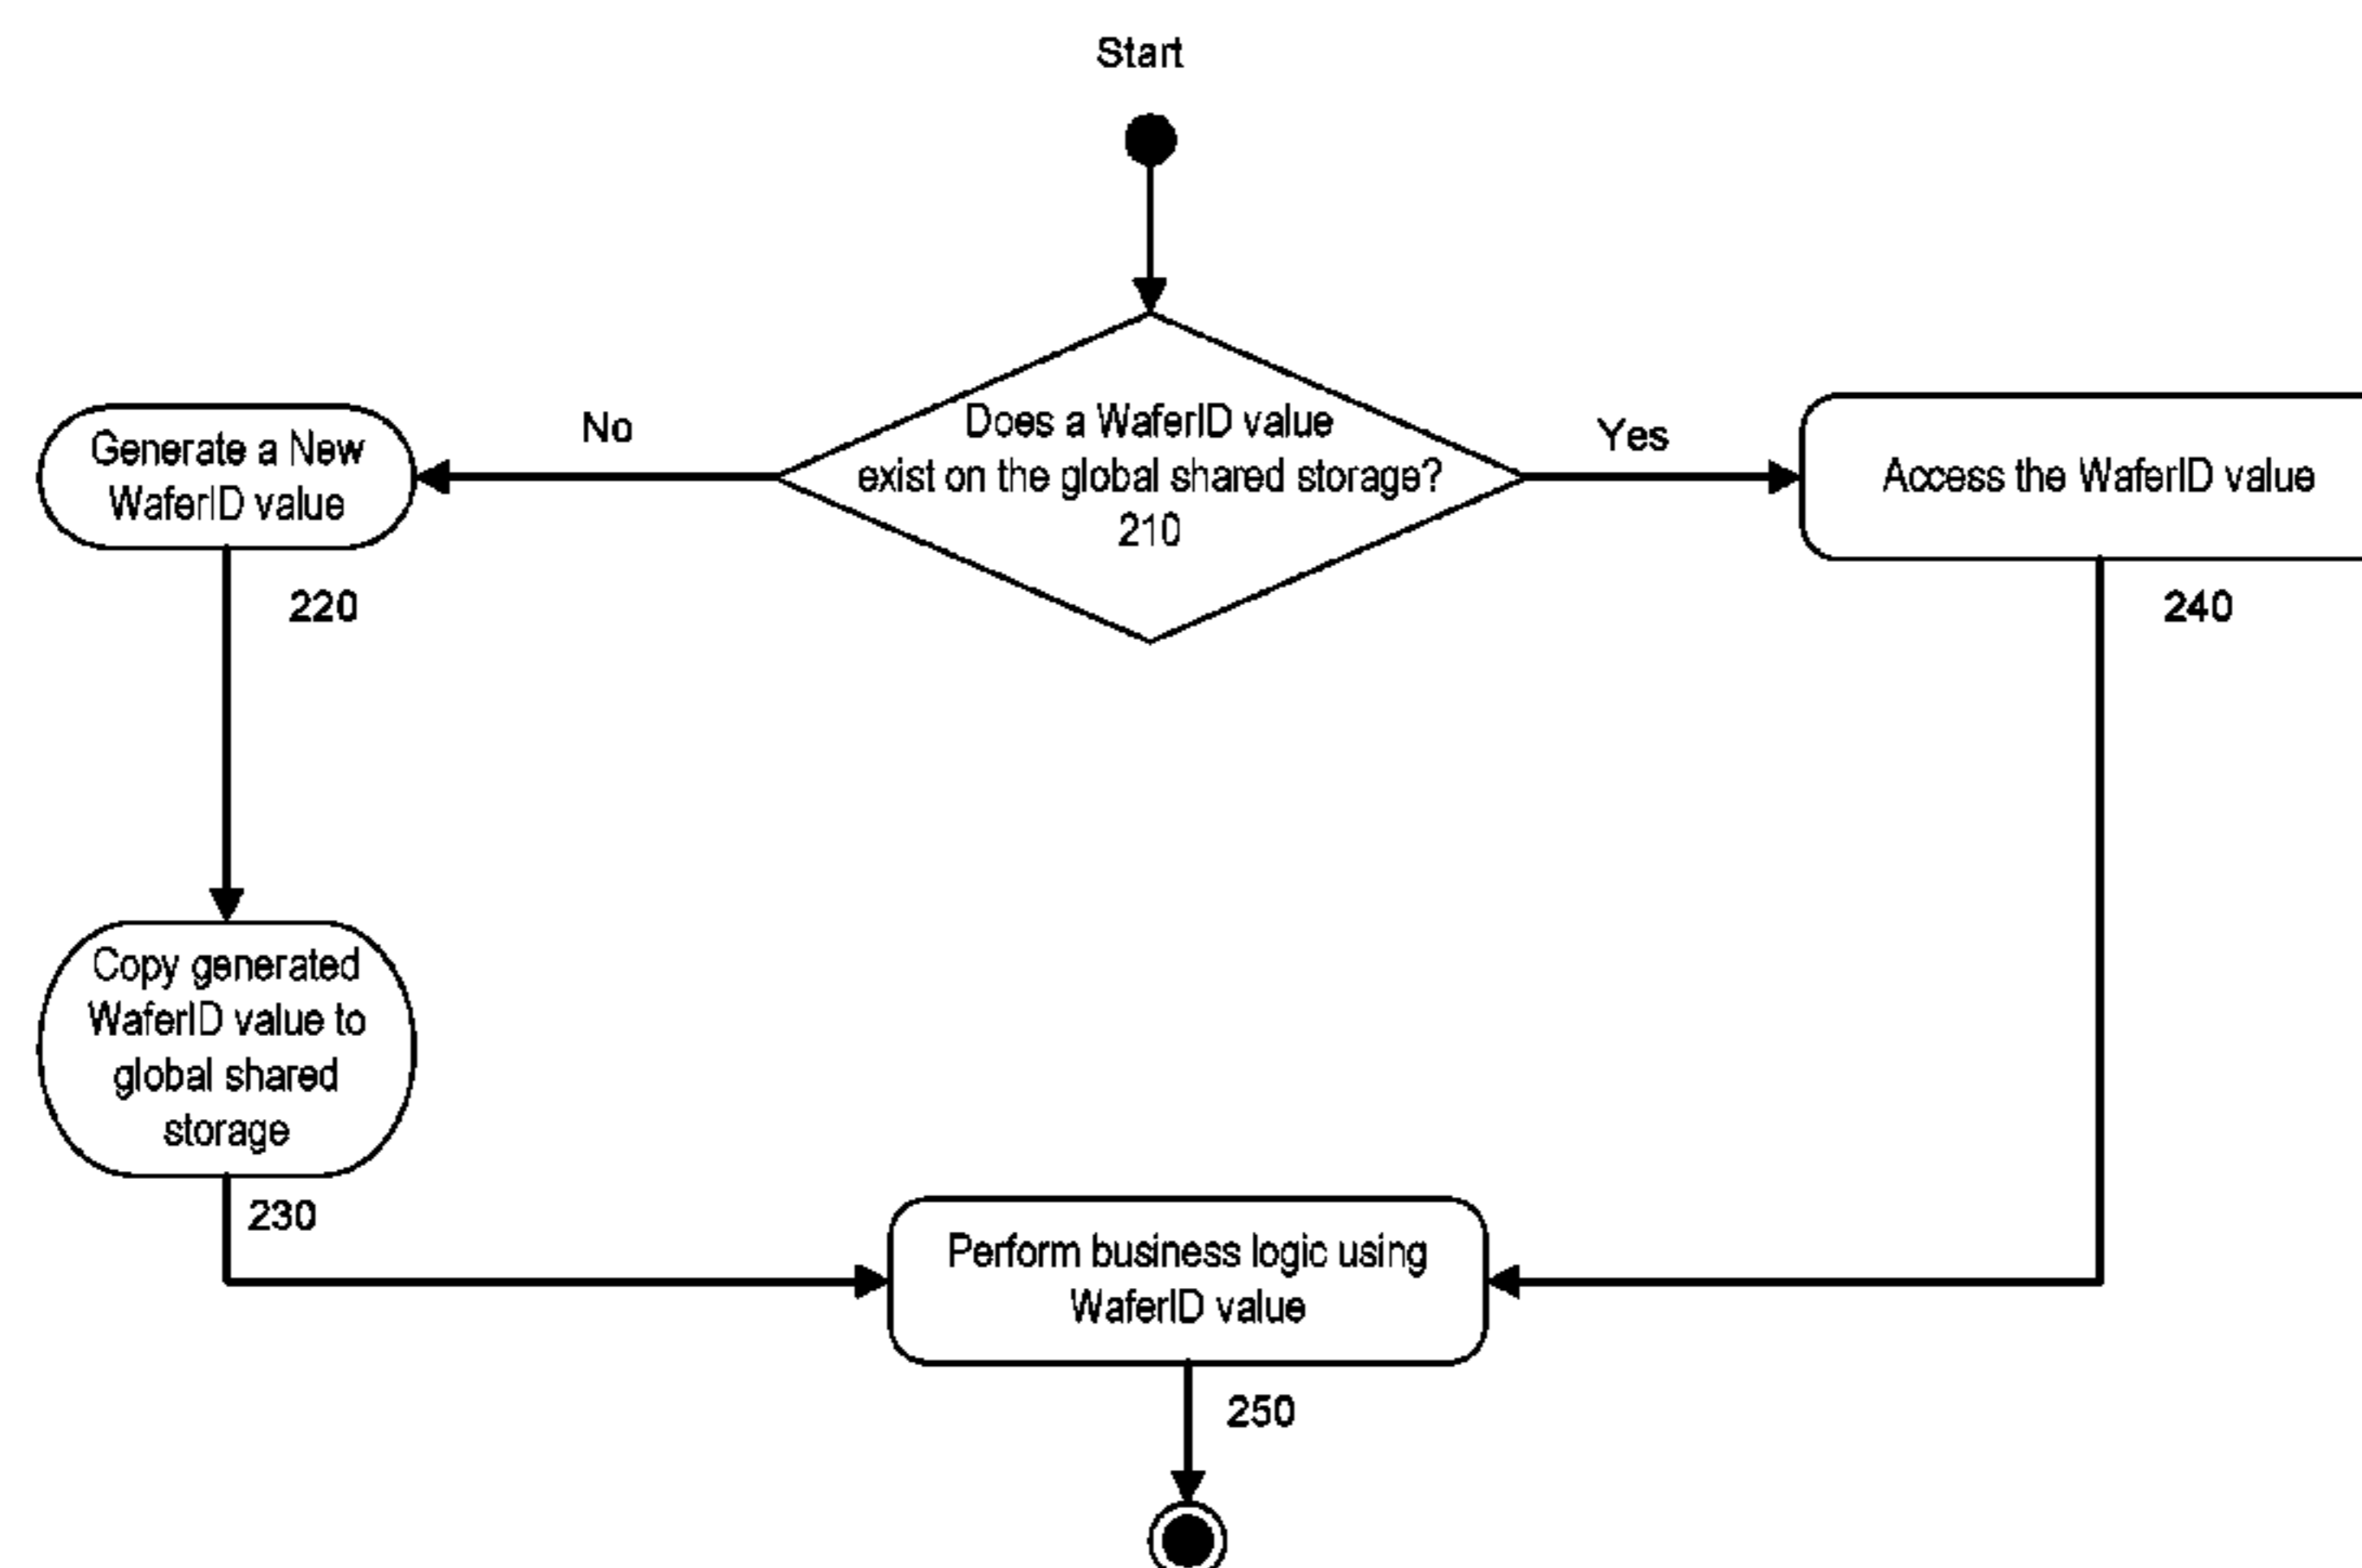 Start
No
Does a WaferID value
exist on the global shared storage?
210
Yes
Generate a New
WaferID value
220
Access the WaferID value
240
Copy generated
WaferID value to
global shared
storage
230
Perform business logic using
WaferID value
250